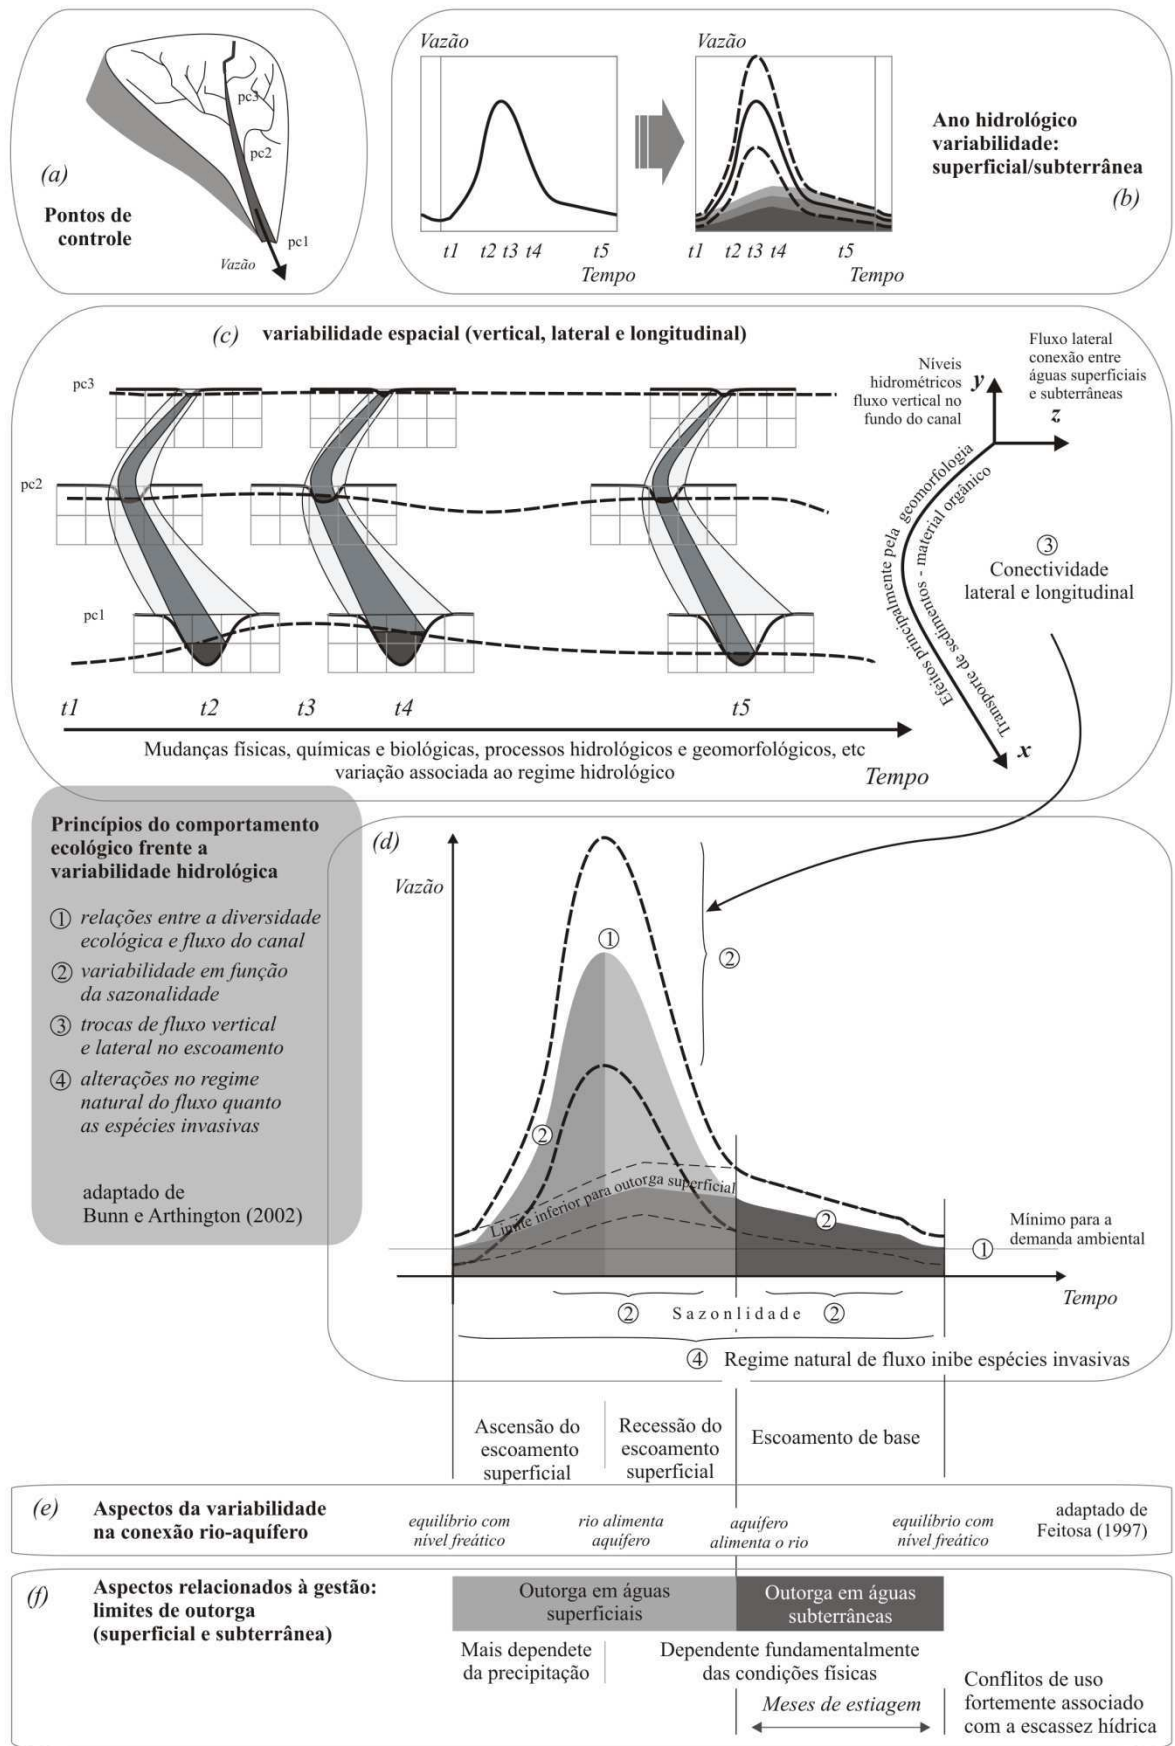 (a)
Pontos de
controle
pc3
pc2
pc1
Vazão
Vazão
t1 t2 t3 t4 t5
Tempo
Vazão
t1 t2 t3 t4 t5
Tempo
Ano hidrológico
variabilidade:
superficial/subterrânea
(b)
(c) variabilidade espacial (vertical, lateral e longitudinal)
pc3
pc2
pc1
t1 t2 t3 t4 t5
Mudanças físicas, químicas e biológicas, processos hidrológicos e geomorfológicos, etc
variação associada ao regime hidrológico
Tempo
Níveis
hidrométricos
fluxo vertical no
fundo do canal
y
Fluxo lateral
conexão entre
águas superficiais
e subterrâneas
z
Efeitos principalmente pela geomorfologia
Transporte de sedimentos - material orgânico
x
3
Conectividade
lateral e longitudinal
Princípios do comportamento
ecológico frente a
variabilidade hidrológica
1 relações entre a diversidade
ecológica e fluxo do canal
2 variabilidade em função
da sazonalidade
3 trocas de fluxo vertical
e lateral no escoamento
4 alterações no regime
natural do fluxo quanto
as espécies invasivas
adaptado de
Bunn e Arthington (2002)
(d)
Vazão
1
2
2
Limite inferior para outorga superficial
2
Mínimo para a
demanda ambiental
1
Tempo
2 Sazonlidade 2
4 Regime natural de fluxo inibe espécies invasivas
Ascensão do
escoamento
superficial
Recessão do
escoamento
superficial
Escoamento de base
(e) Aspectos da variabilidade
na conexão rio-aquífero
equilíbrio com
nível freático
rio alimenta
aquífero
aquífero
alimenta o rio
equilíbrio com
nível freático
adaptado de
Feitosa (1997)
(f) Aspectos relacionados à gestão:
limites de outorga
(superficial e subterrânea)
Outorga em águas
superficiais
Outorga em águas
subterrâneas
Mais dependete
da precipitação
Dependente fundamentalmente
das condições físicas
Meses de estiagem
Conflitos de uso
fortemente associado
com a escassez hídrica